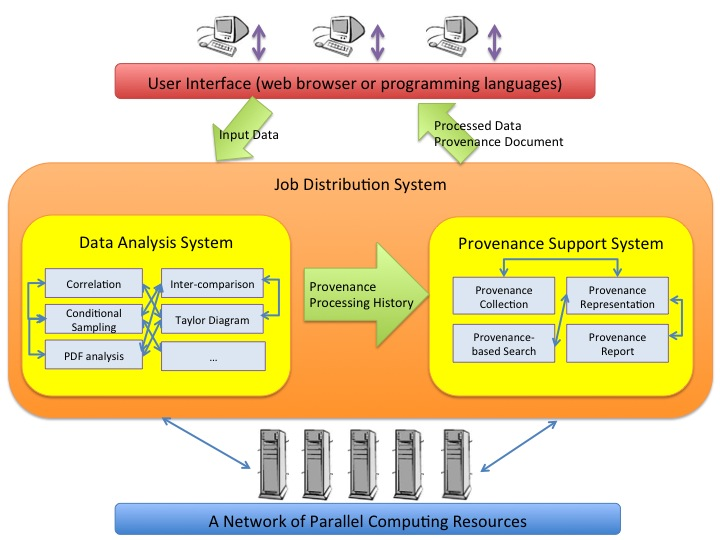 User Interface (web browser or programming languages)
Input Data
Processed Data
Provenance Document
Job Distribution System
Data Analysis System
Correlation
Inter-comparison
Conditional
Sampling
Taylor Diagram
PDF analysis
...
Provenance
Processing History
Provenance Support System
Provenance
Collection
Provenance
Representation
Provenance-
based Search
Provenance
Report
A Network of Parallel Computing Resources